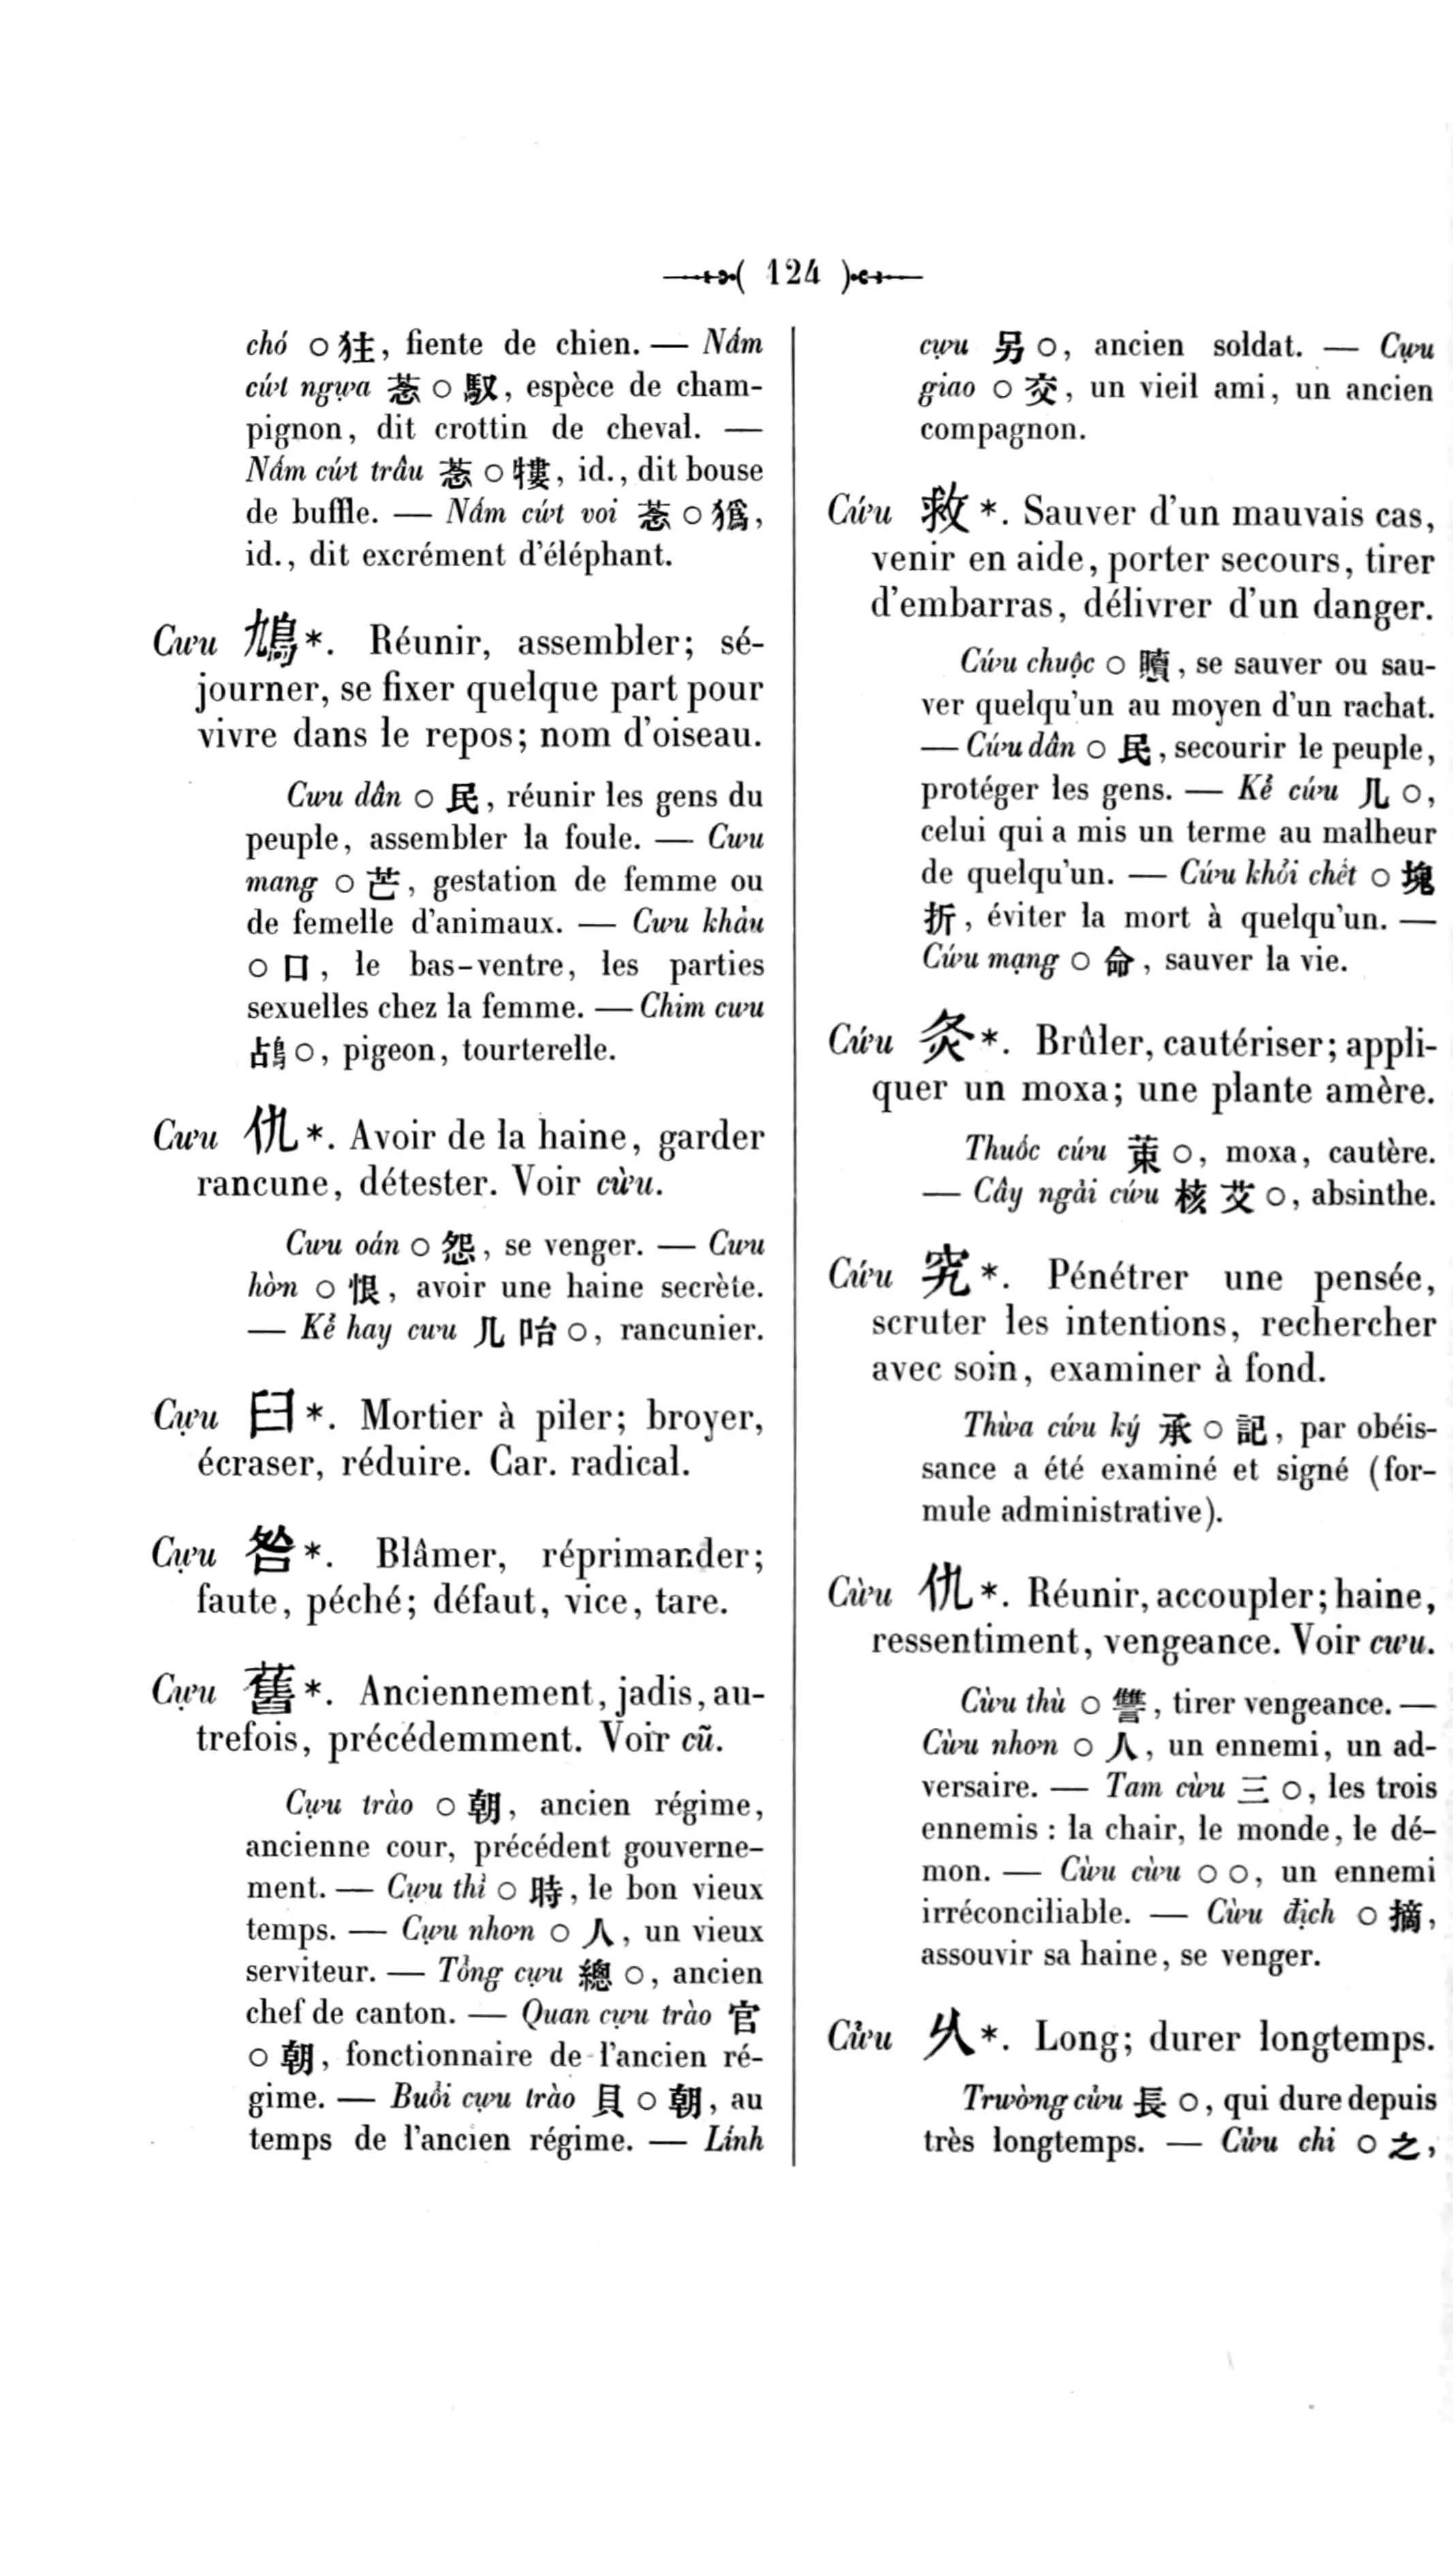 ( 124 )
chó ○ 㹥, fiente de chien. — Nấm
cứt ngựa 葾 ○ 馭, espèce de cham-
pignon, dit crottin de cheval. —
Nấm cứt trâu ○ 㹎, id., dit bouse
de buffle. — Nấm cứt voi ○ 㺔,
id., dit excrément d'éléphant.
Cưu 鳩*. Réunir, assembler; sé-
journer, se fixer quelque part pour
vivre dans le repos; nom d'oiseau.
Cưu dân ○ 民, réunir les gens du
peuple, assembler la foule. — Cưu
mang ○ 芒, gestation de femme ou
de femelle d'animaux. — Cưu khẩu
○ 口, le bas-ventre, les parties
sexuelles chez la femme. — Chim cưu
○, pigeon, tourterelle.
Cưu 仇*. Avoir de la haine, garder
rancune, détester. Voir cừu.
Cưu oán ○ 怨, se venger. — Cưu
hờn ○ 恨, avoir une haine secrète.
— Kẻ hay cưu 几 咍 ○, rancunier.
Cựu 臼*. Mortier à piler; broyer,
écraser, réduire. Car. radical.
Cựu 咎*. Blâmer, réprimander;
faute, péché; défaut, vice, tare.
Cựu 舊*. Anciennement, jadis, au-
trefois, précédemment. Voir cũ.
Cựu trào ○ 朝, ancien régime,
ancienne cour, précédent gouverne-
ment. — Cựu thì ○ 時, le bon vieux
temps. — Cựu nhơn ○ 人, un vieux
serviteur. — Tổng cựu 總 ○, ancien
chef de canton. — Quan cựu trào 官
○ 朝, fonctionnaire de l'ancien ré-
gime. — Buổi cựu trào 貝 ○ 朝, au
temps de l'ancien régime. — Lính
cựu 另 ○, ancien soldat. — Cựu
giao ○ 交, un vieil ami, un ancien
compagnon.
Cứu 救*. Sauver d'un mauvais cas,
venir en aide, porter secours, tirer
d'embarras, délivrer d'un danger.
Cứu chuộc ○ 贖, se sauver ou sau-
ver quelqu'un au moyen d'un rachat.
— Cứu dân ○ 民, secourir le peuple,
protéger les gens. — Kẻ cứu 几 ○,
celui qui a mis un terme au malheur
de quelqu'un. — Cứu khỏi chết ○ 塊
折, éviter la mort à quelqu'un. —
Cứu mạng ○ 命, sauver la vie.
Cứu 灸*. Brûler, cautériser; appli-
quer un moxa; une plante amère.
Thuốc cứu 葉 ○, moxa, cautère.
— Cây ngải cứu 核 艾 ○, absinthe.
Cứu 究*. Pénétrer une pensée,
scruter les intentions, rechercher
avec soin, examiner à fond.
Thừa cứu ký 承 ○ 記, par obéis-
sance a été examiné et signé (for-
mule administrative).
Cừu 仇*. Réunir, accoupler; haine,
ressentiment, vengeance. Voir cưu.
Cừu thù ○ 讐, tirer vengeance. —
Cừu nhơn ○ 人, un ennemi, un ad-
versaire. — Tam cừu 三 ○, les trois
ennemis : la chair, le monde, le dé-
mon. — Cừu cừu ○ ○, un ennemi
irréconciliable. — Cừu địch ○ 摘,
assouvir sa haine, se venger.
Cửu 久*. Long; durer longtemps.
Trường cửu 長 ○, qui dure depuis
très longtemps. — Cửu chi ○ 之,